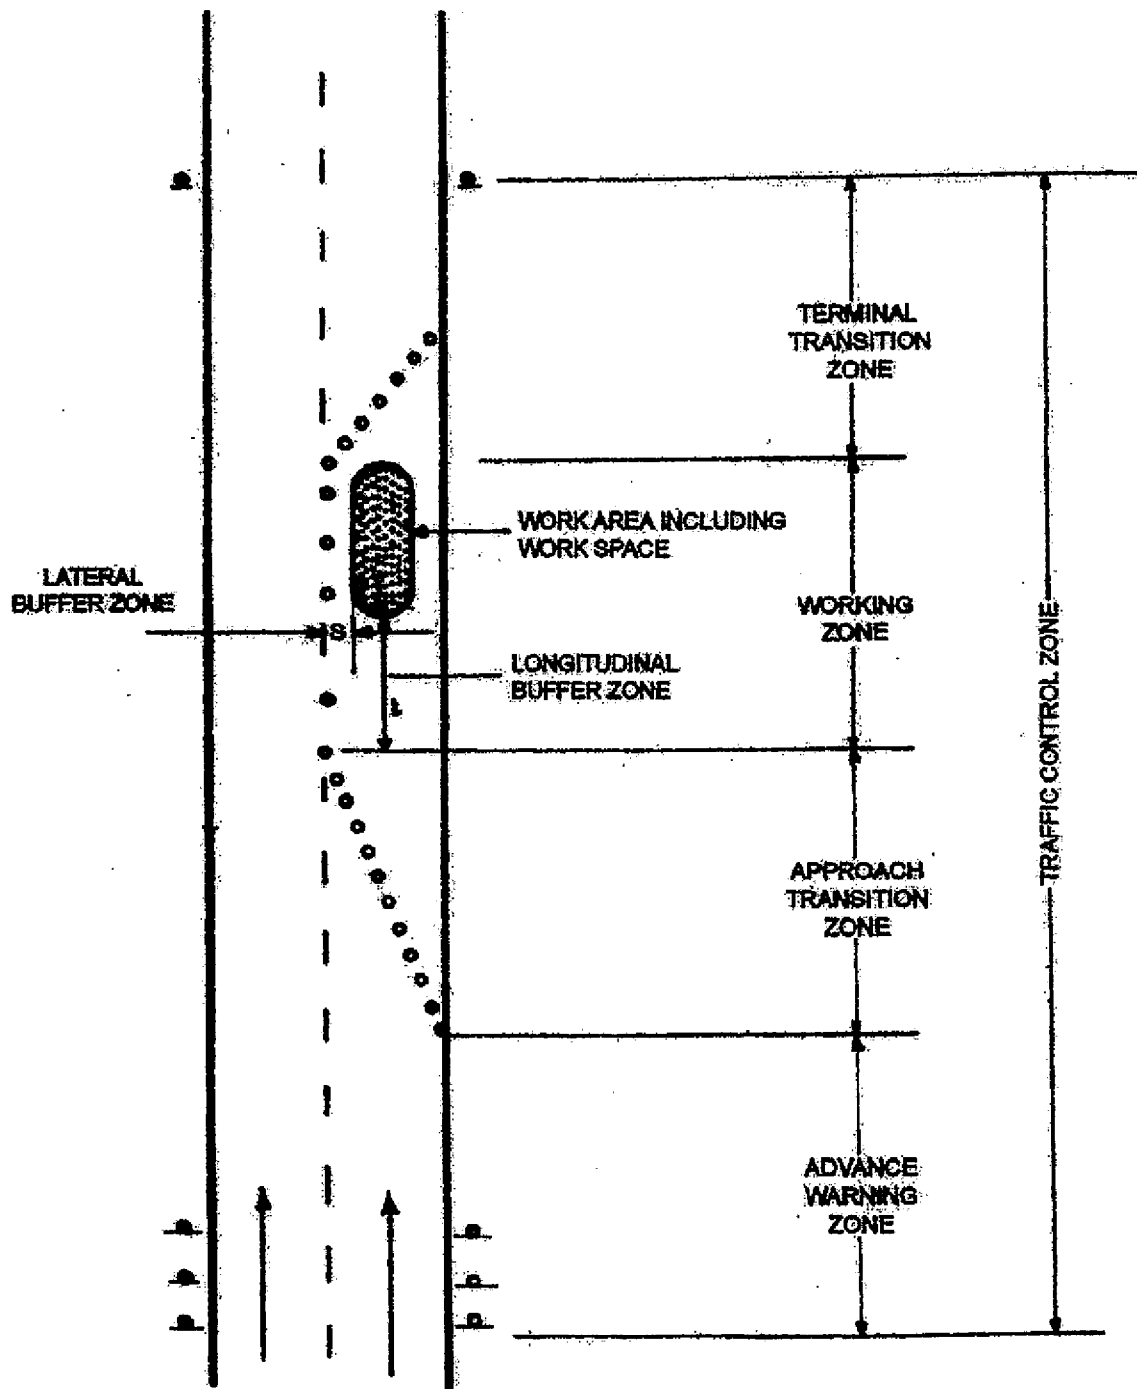 TERMINAL
TRANSITION
ZONE
WORK AREA INCLUDING
WORK SPACE
LATERAL
BUFFER ZONE
S
WORKING
ZONE
LONGITUDINAL
BUFFER ZONE
L
TRAFFIC CONTROL ZONE
APPROACH
TRANSITION
ZONE
ADVANCE
WARNING
ZONE